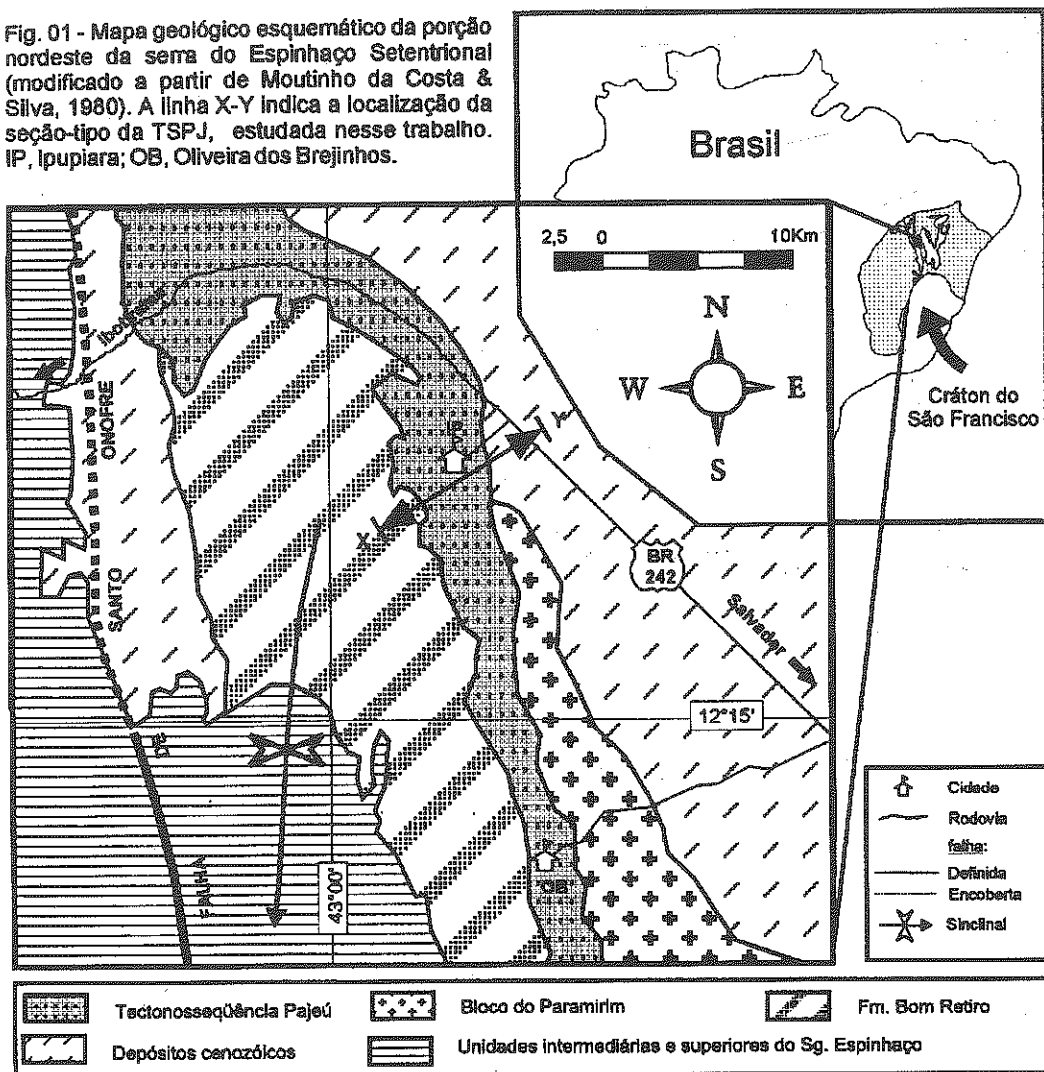 Fig. 01 - Mapa geológico esquemático da porção
nordeste da serra do Espinhaço Setentrional
(modificado a partir de Moutinho da Costa &
Silva, 1980). A linha X-Y indica a localização da
seção-tipo da TSPJ, estudada nesse trabalho.
IP, Ipupiara; OB, Oliveira dos Brejinhos.
Brasil
Cráton do
São Francisco
2,5 0 10Km
N
W E
S
Ibotirama
ONOFRE
SANTO
DE
FALHA
X
Y
BR
242
Salvador
12°15'
43°00'
OB
Cidade
Rodovia
falha:
Definida
Encoberta
Sinclinal
Tectonosseqüência Pajeú
Bloco do Paramirim
Fm. Bom Retiro
Depósitos cenozóicos
Unidades intermediárias e superiores do Sg. Espinhaço